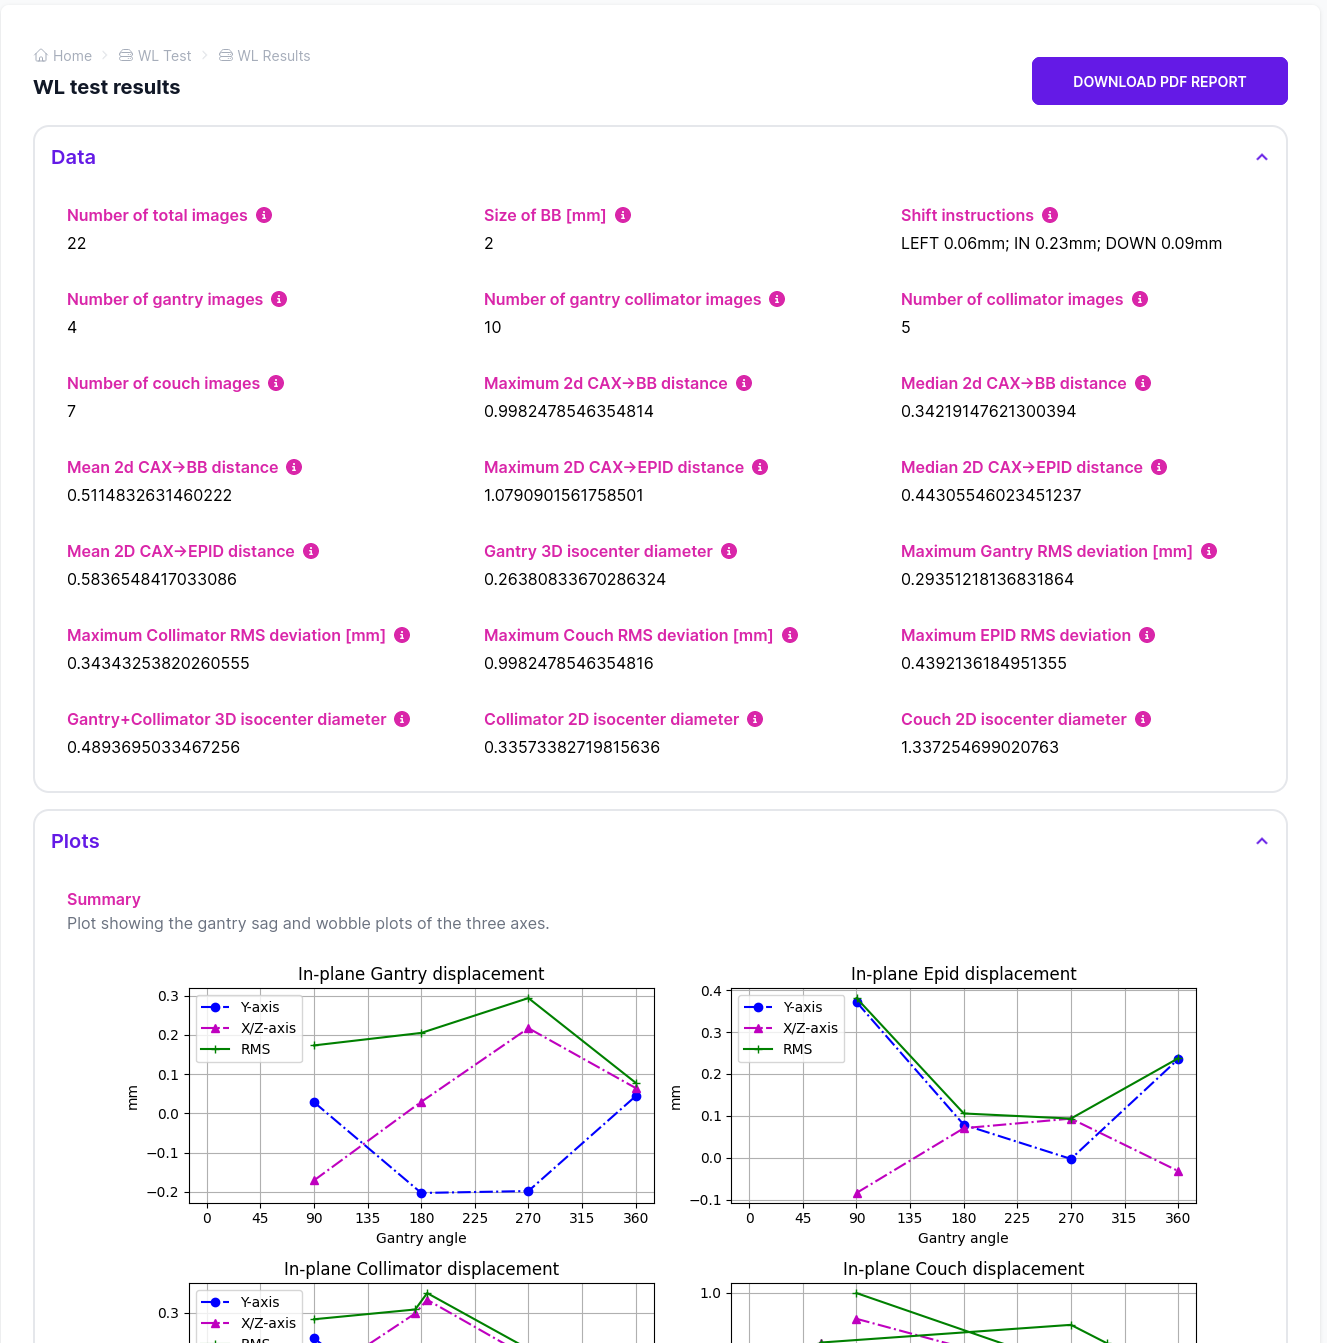 Home > WL Test > WL Results
WL test results
DOWNLOAD PDF REPORT
Data
Number of total images
22
Size of BB [mm]
2
Shift instructions
LEFT 0.06mm; IN 0.23mm; DOWN 0.09mm
Number of gantry images
4
Number of gantry collimator images
10
Number of collimator images
5
Number of couch images
7
Maximum 2d CAX→BB distance
0.9982478546354814
Median 2d CAX→BB distance
0.34219147621300394
Mean 2d CAX→BB distance
0.5114832631460222
Maximum 2D CAX→EPID distance
1.0790901561758501
Median 2D CAX→EPID distance
0.44305546023451237
Mean 2D CAX→EPID distance
0.5836548417033086
Gantry 3D isocenter diameter
0.26380833670286324
Maximum Gantry RMS deviation [mm]
0.29351218136831864
Maximum Collimator RMS deviation [mm]
0.34343253820260555
Maximum Couch RMS deviation [mm]
0.9982478546354816
Maximum EPID RMS deviation
0.4392136184951355
Gantry+Collimator 3D isocenter diameter
0.4893695033467256
Collimator 2D isocenter diameter
0.33573382719815636
Couch 2D isocenter diameter
1.337254699020763
Plots
Summary
Plot showing the gantry sag and wobble plots of the three axes.
In-plane Gantry displacement
Y-axis
X/Z-axis
RMS
mm
0.3
0.2
0.1
0.0
−0.1
−0.2
0 45 90 135 180 225 270 315 360
Gantry angle
In-plane Epid displacement
Y-axis
X/Z-axis
RMS
mm
0.4
0.3
0.2
0.1
0.0
−0.1
0 45 90 135 180 225 270 315 360
Gantry angle
In-plane Collimator displacement
Y-axis
X/Z-axis
RMS
0.3
In-plane Couch displacement
1.0